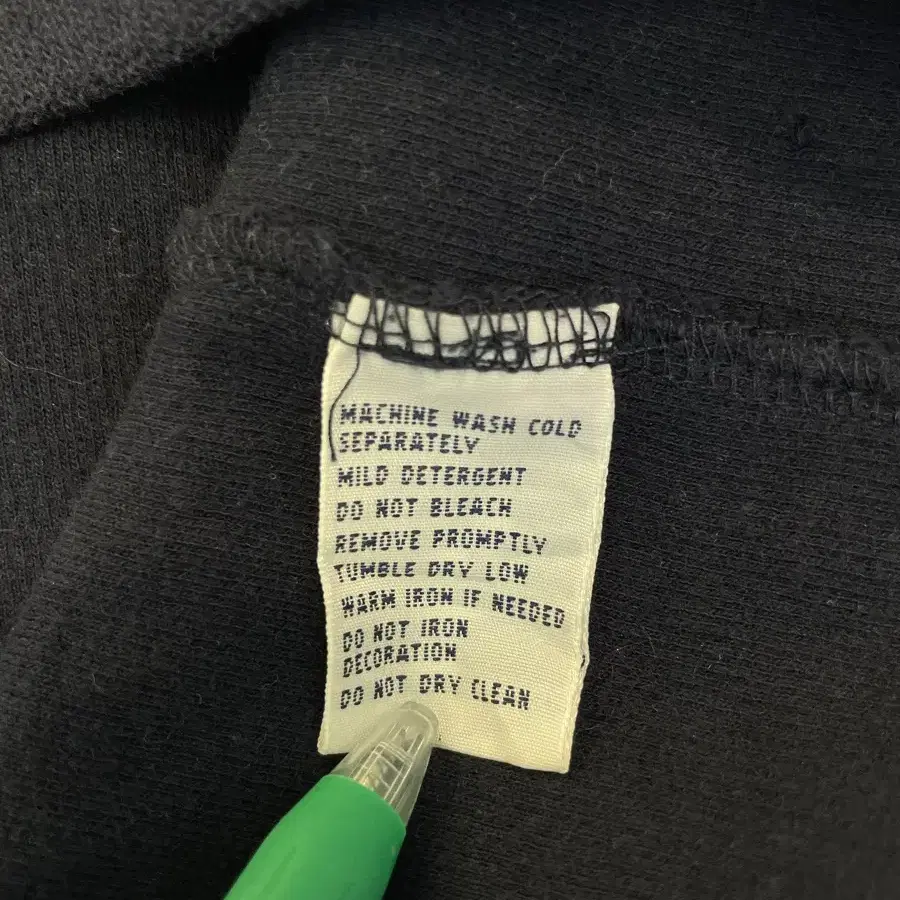 MACHINE WASH COLD
SEPARATELY
MILD DETERGENT
DO NOT BLEACH
REMOVE PROMPTLY
TUMBLE DRY LOW
WARM IRON IF NEEDED
DO NOT IRON
DECORATION
DO NOT DRY CLEAN